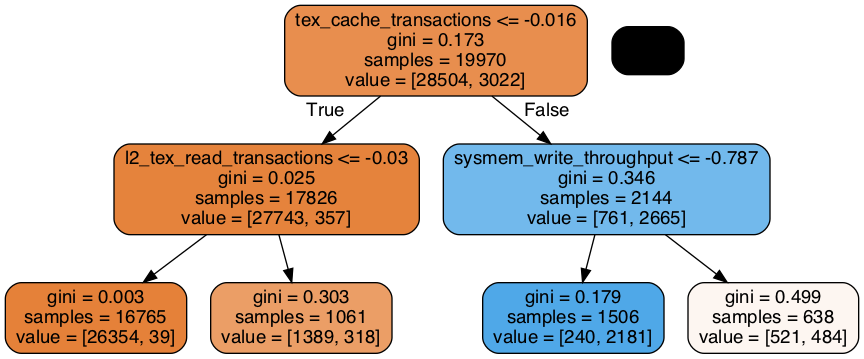 tex_cache_transactions <= -0.016
gini = 0.173
samples = 19970
value = [28504, 3022]
True
False
l2_tex_read_transactions <= -0.03
gini = 0.025
samples = 17826
value = [27743, 357]
sysmem_write_throughput <= -0.787
gini = 0.346
samples = 2144
value = [761, 2665]
gini = 0.003
samples = 16765
value = [26354, 39]
gini = 0.303
samples = 1061
value = [1389, 318]
gini = 0.179
samples = 1506
value = [240, 2181]
gini = 0.499
samples = 638
value = [521, 484]